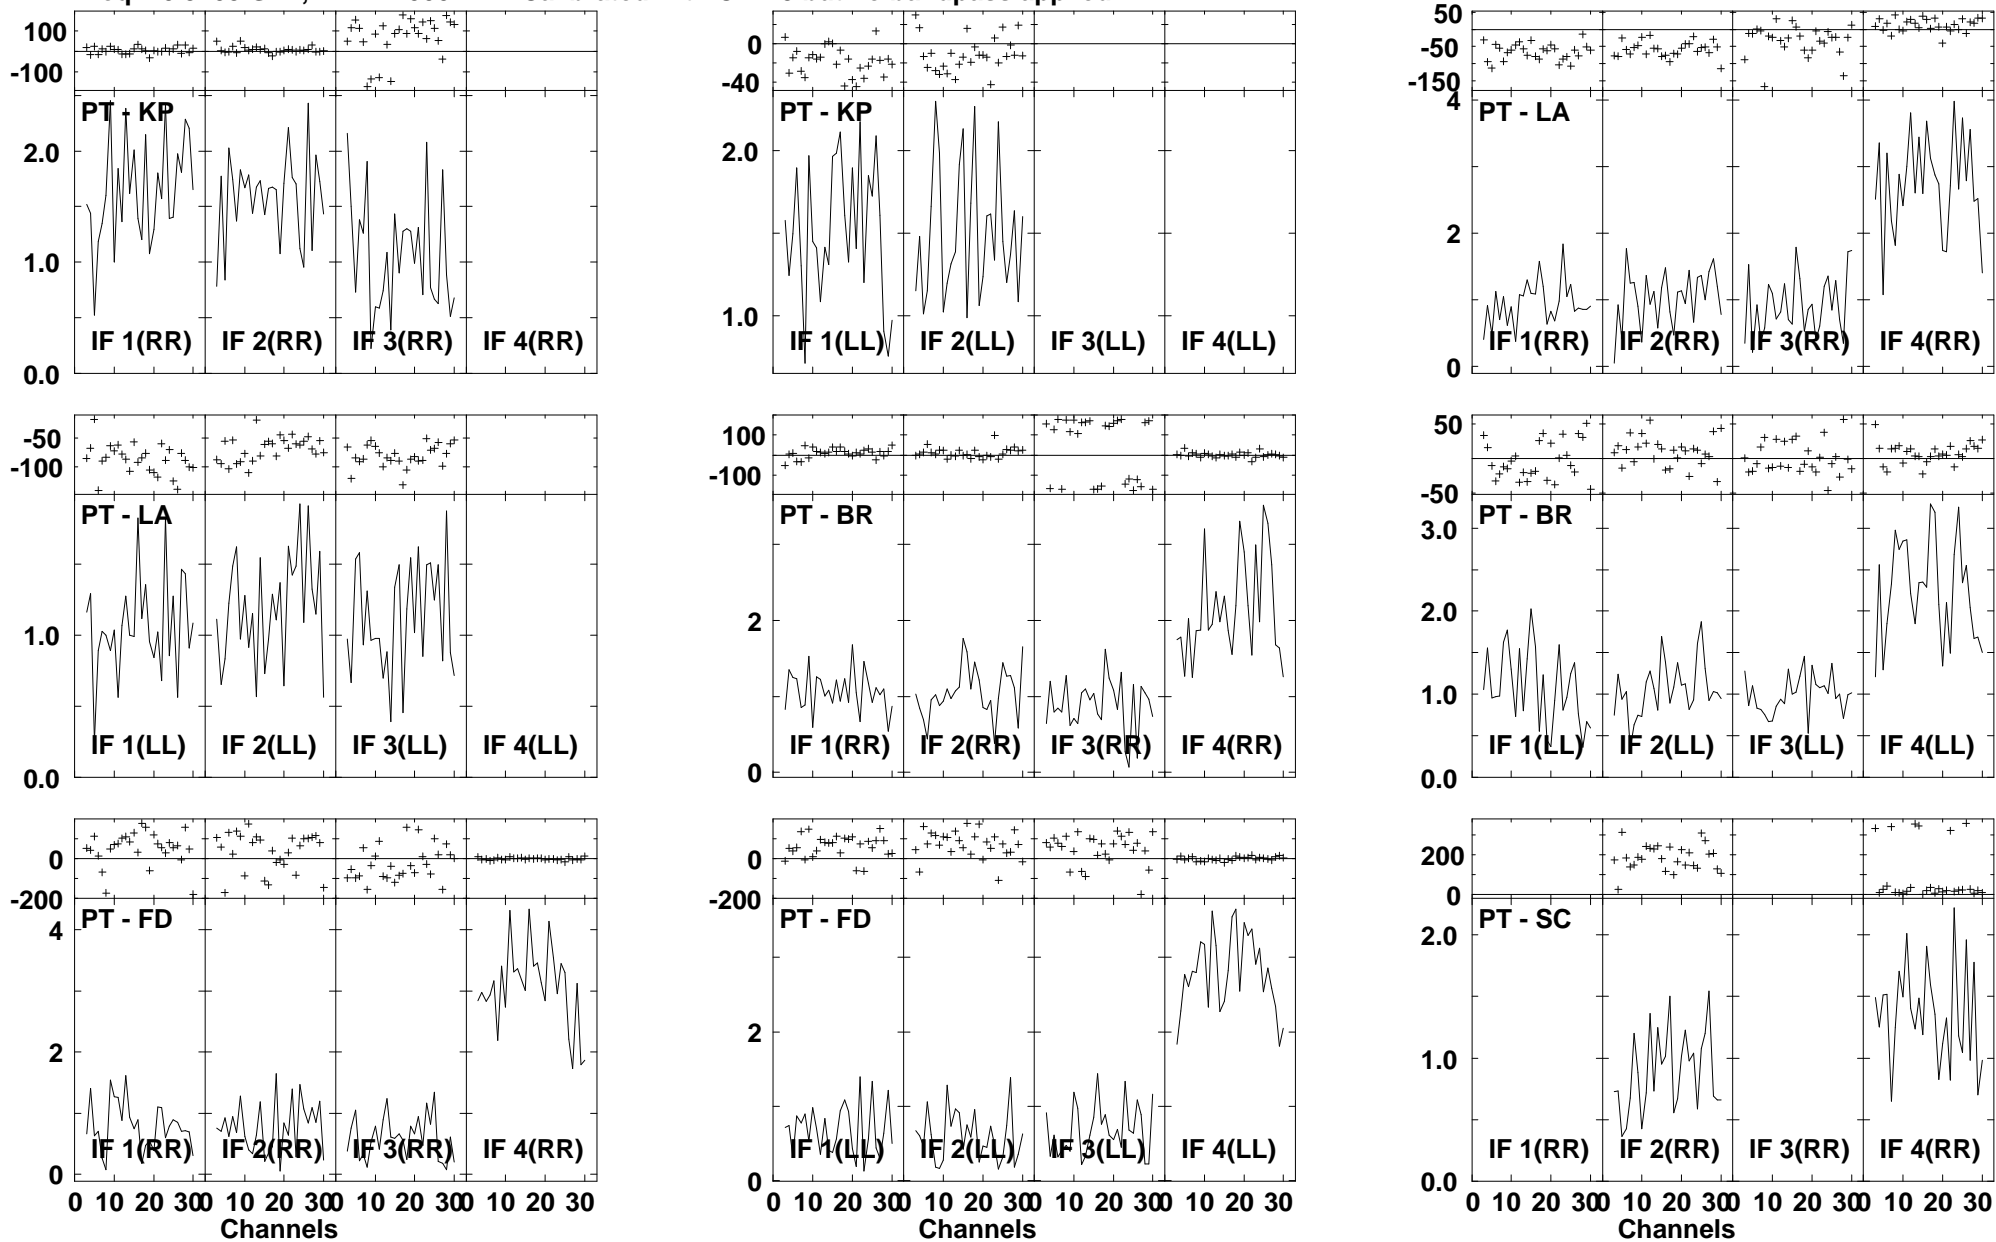 100
-100
PT - KP
2.0
1.0
0.0
IF 1(RR) IF 2(RR) IF 3(RR) IF 4(RR)
0
-40
PT - KP
2.0
1.0
IF 1(LL) IF 2(LL) IF 3(LL) IF 4(LL)
50
-50
-150
PT - LA
4
2
0
IF 1(RR) IF 2(RR) IF 3(RR) IF 4(RR)
-50
-100
PT - LA
1.0
0.0
IF 1(LL) IF 2(LL) IF 3(LL) IF 4(LL)
100
-100
PT - BR
2
0
IF 1(RR) IF 2(RR) IF 3(RR) IF 4(RR)
50
0
-50
PT - BR
3.0
2.0
1.0
0.0
IF 1(LL) IF 2(LL) IF 3(LL) IF 4(LL)
0
-200
PT - FD
4
2
0
IF 1(RR) IF 2(RR) IF 3(RR) IF 4(RR)
0 10 20 30 0 10 20 30 0 10 20 30 0 10 20 30
Channels
0
-200
PT - FD
2
0
IF 1(LL) IF 2(LL) IF 3(LL) IF 4(LL)
0 10 20 30 0 10 20 30 0 10 20 30 0 10 20 30
Channels
200
0
PT - SC
2.0
1.0
0.0
IF 1(RR) IF 2(RR) IF 3(RR) IF 4(RR)
0 10 20 30 0 10 20 30 0 10 20 30 0 10 20 30
Channels